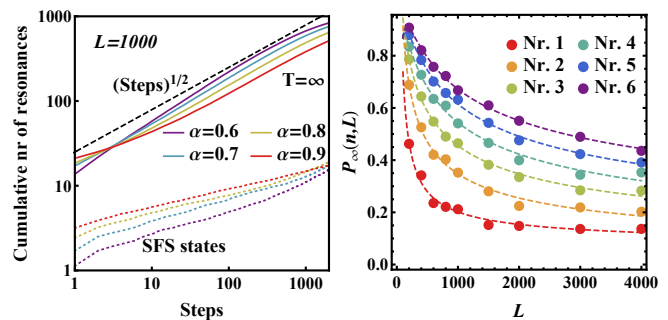 1000
100
10
1
Cumulative nr of resonances
L=1000
(Steps)^{1/2}
T=∞
α=0.6 α=0.8
α=0.7 α=0.9
SFS states
1 10 100 1000
Steps
0.8
0.6
0.4
0.2
0.0
P∞(n,L)
Nr. 1 Nr. 4
Nr. 2 Nr. 5
Nr. 3 Nr. 6
0 1000 2000 3000 4000
L